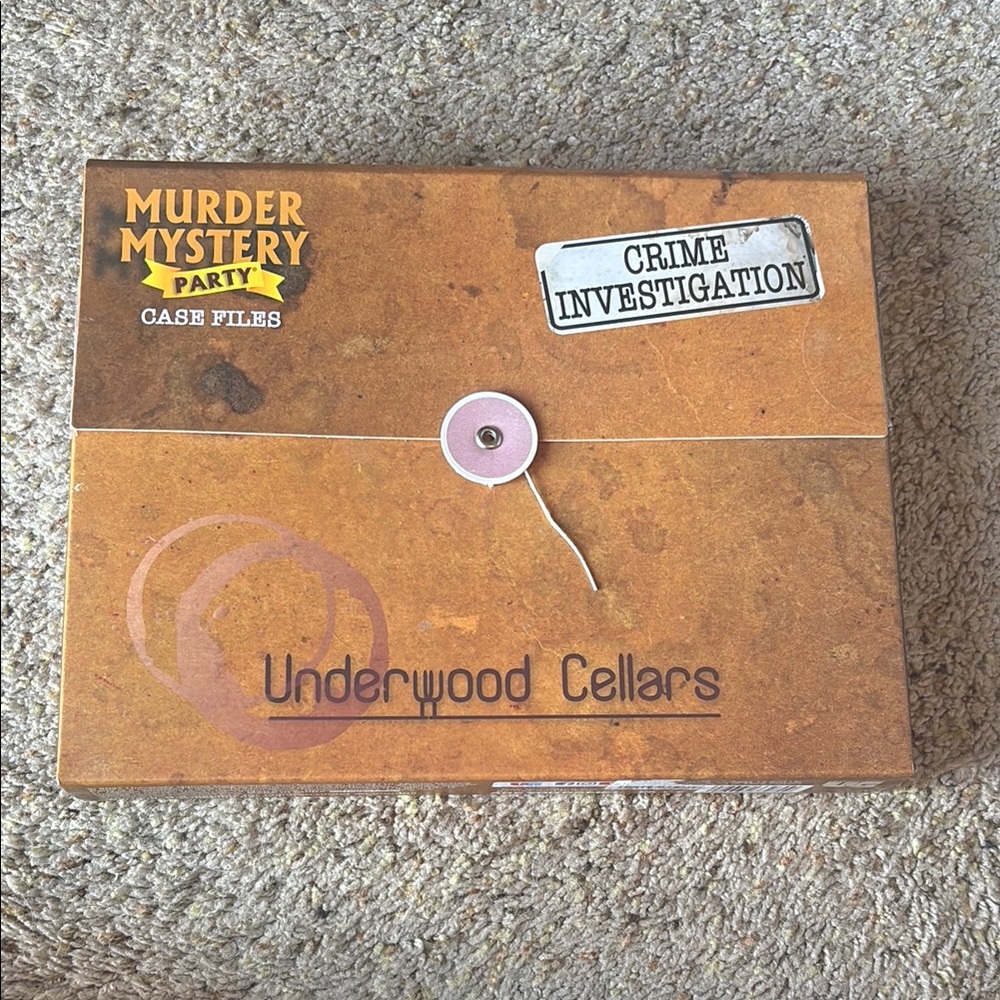 MURDER
MYSTERY
PARTY®
CASE FILES
CRIME
INVESTIGATION
Underwood Cellars